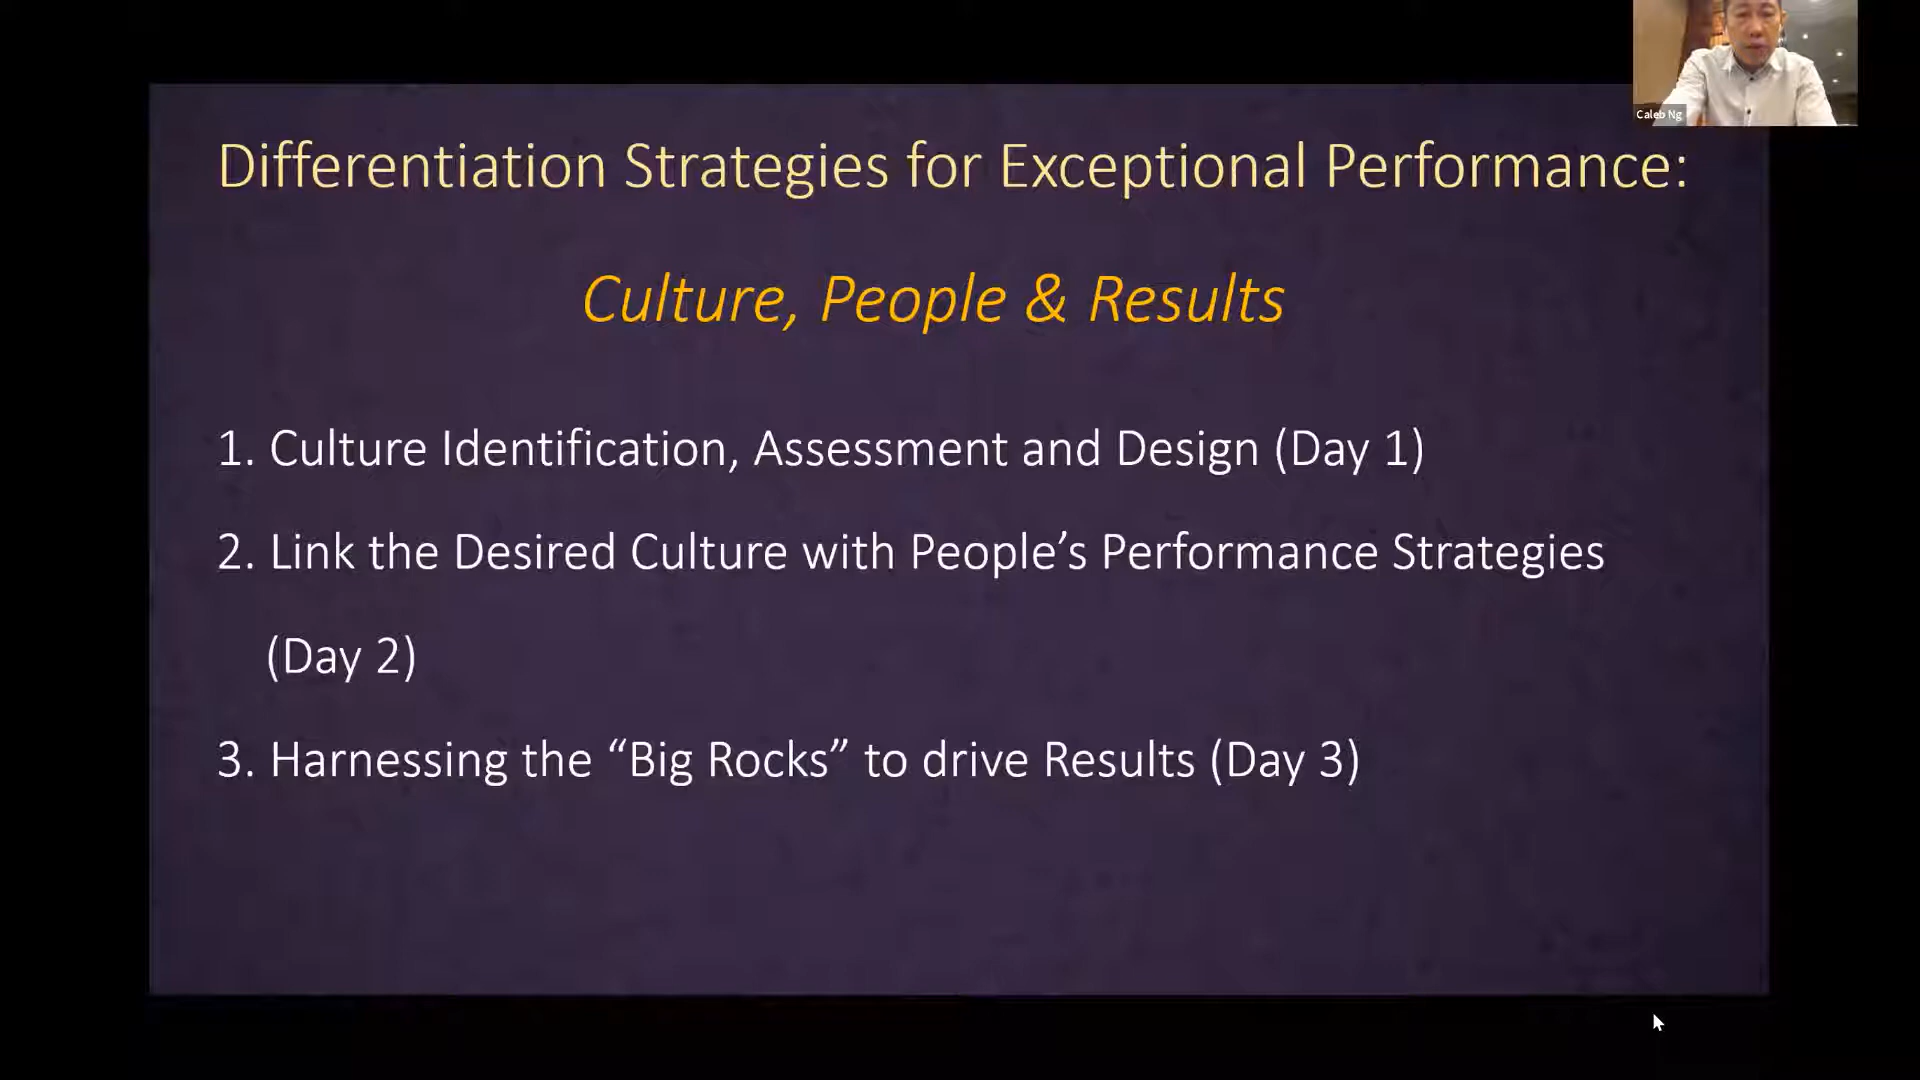 Caleb Ng
Differentiation Strategies for Exceptional Performance:
Culture, People & Results
1. Culture Identification, Assessment and Design (Day 1)
2. Link the Desired Culture with People’s Performance Strategies
(Day 2)
3. Harnessing the “Big Rocks” to drive Results (Day 3)